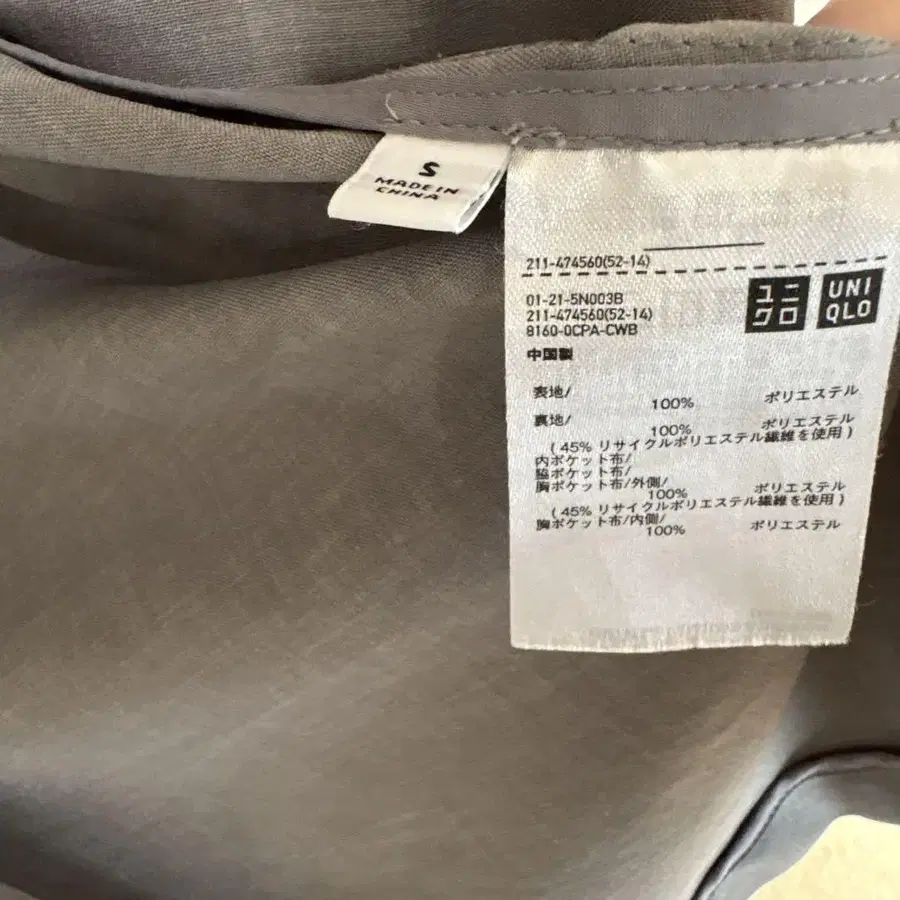 S
MADE IN
CHINA
211-474560(52-14)
01-21-5N003B
211-474560(52-14)
8160-0CPA-CWB
中国製
ユニ
クロ
UNI
QLO
表地/
100% ポリエステル
裏地/
100% ポリエステル
( 45% リサイクルポリエステル繊維を使用 )
内ポケット布/
脇ポケット布/
胸ポケット布/外側/
100% ポリエステル
( 45% リサイクルポリエステル繊維を使用 )
胸ポケット布/内側/
100% ポリエステル